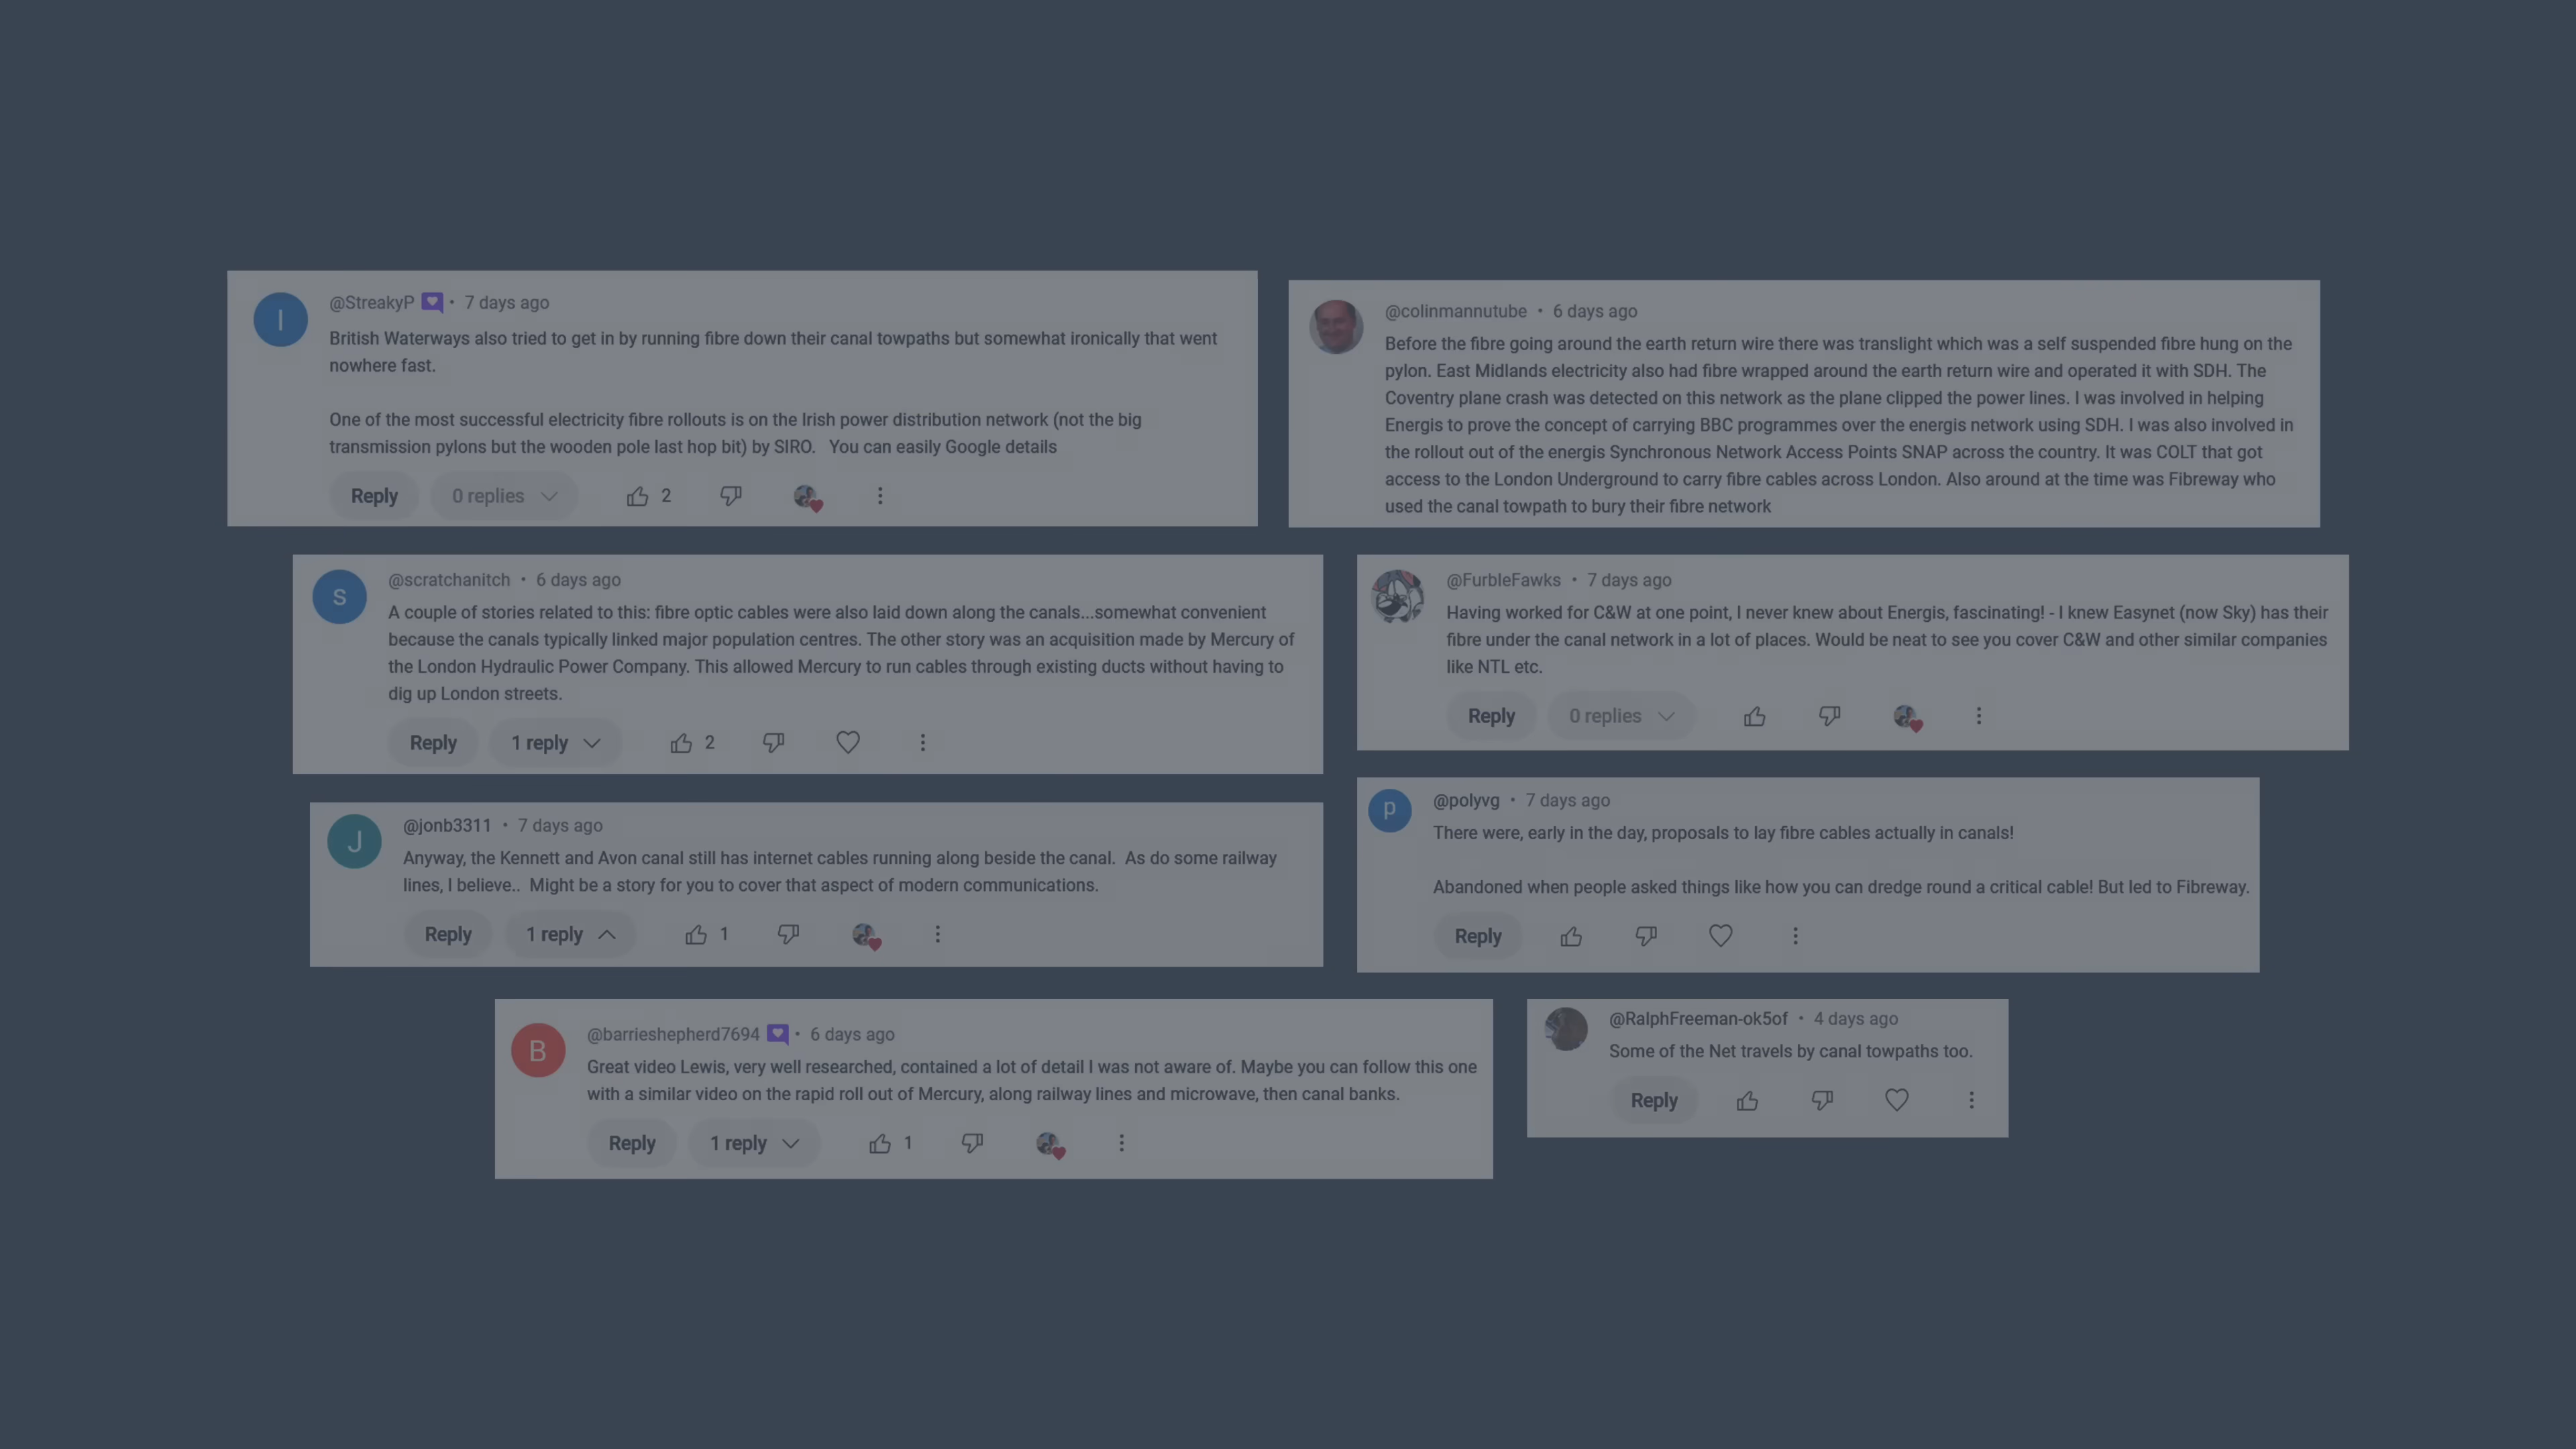 I
@StreakyP • 7 days ago
British Waterways also tried to get in by running fibre down their canal towpaths but somewhat ironically that went
nowhere fast.
One of the most successful electricity fibre rollouts is on the Irish power distribution network (not the big
transmission pylons but the wooden pole last hop bit) by SIRO. You can easily Google details
Reply 0 replies 2
@colinmannutube • 6 days ago
Before the fibre going around the earth return wire there was translight which was a self suspended fibre hung on the
pylon. East Midlands electricity also had fibre wrapped around the earth return wire and operated it with SDH. The
Coventry plane crash was detected on this network as the plane clipped the power lines. I was involved in helping
Energis to prove the concept of carrying BBC programmes over the energis network using SDH. I was also involved in
the rollout out of the energis Synchronous Network Access Points SNAP across the country. It was COLT that got
access to the London Underground to carry fibre cables across London. Also around at the time was Fibreway who
used the canal towpath to bury their fibre network
S
@scratchanitch • 6 days ago
A couple of stories related to this: fibre optic cables were also laid down along the canals...somewhat convenient
because the canals typically linked major population centres. The other story was an acquisition made by Mercury of
the London Hydraulic Power Company. This allowed Mercury to run cables through existing ducts without having to
dig up London streets.
Reply 1 reply 2
@FurbleFawks • 7 days ago
Having worked for C&W at one point, I never knew about Energis, fascinating! - I knew Easynet (now Sky) has their
fibre under the canal network in a lot of places. Would be neat to see you cover C&W and other similar companies
like NTL etc.
Reply 0 replies
J
@jonb3311 • 7 days ago
Anyway, the Kennett and Avon canal still has internet cables running along beside the canal. As do some railway
lines, I believe.. Might be a story for you to cover that aspect of modern communications.
Reply 1 reply 1
p
@polyvg • 7 days ago
There were, early in the day, proposals to lay fibre cables actually in canals!
Abandoned when people asked things like how you can dredge round a critical cable! But led to Fibreway.
Reply
B
@barrieshepherd7694 • 6 days ago
Great video Lewis, very well researched, contained a lot of detail I was not aware of. Maybe you can follow this one
with a similar video on the rapid roll out of Mercury, along railway lines and microwave, then canal banks.
Reply 1 reply 1
@RalphFreeman-ok5of • 4 days ago
Some of the Net travels by canal towpaths too.
Reply